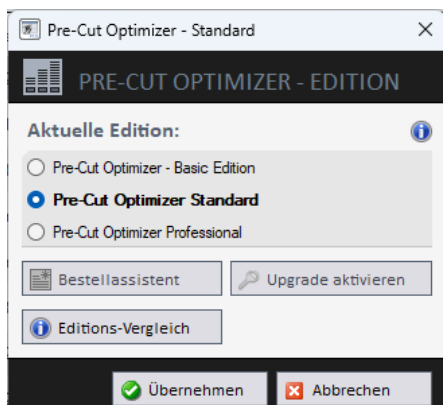 Pre-Cut Optimizer - Standard
PRE-CUT OPTIMIZER - EDITION
Aktuelle Edition:
Pre-Cut Optimizer - Basic Edition
Pre-Cut Optimizer Standard
Pre-Cut Optimizer Professional
Bestellassistent
Upgrade aktivieren
Editions-Vergleich
Übernehmen
Abbrechen